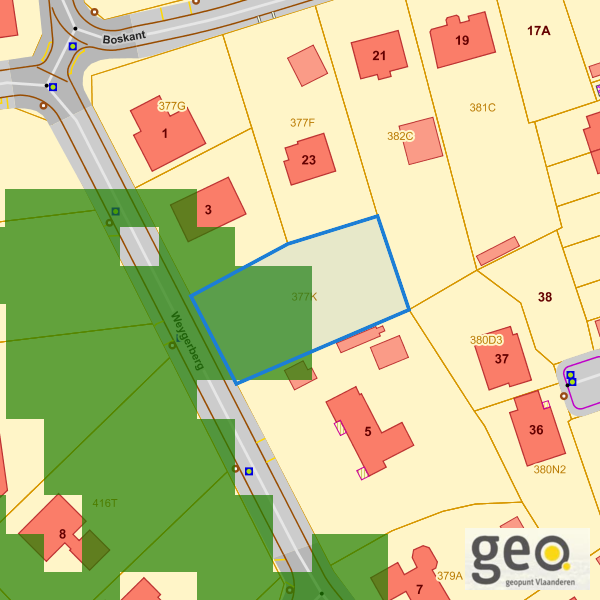 Boskant
17A
21
19
377G
381C
377F
1
382C
23
3
377K
38
Weygerberg
380D3
37
5
36
380N2
416T
8
geo.
379A
7
geopunt Vlaanderen